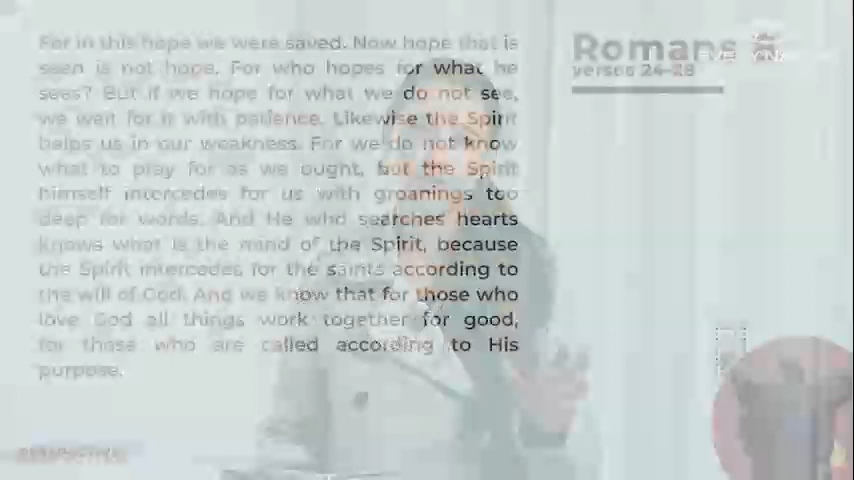 For in this hope we were saved. Now hope that is
seen is not hope. For who hopes for what he
sees? But if we hope for what we do not see,
we wait for it with patience. Likewise the Spirit
helps us in our weakness. For we do not know
what to pray for as we ought, but the Spirit
himself intercedes for us with groanings too
deep for words. And He who searches hearts
knows what is the mind of the Spirit, because
the Spirit intercedes for the saints according to
the will of God. And we know that for those who
love God all things work together for good,
for those who are called according to His
purpose.
Romans 8
verses 24-28